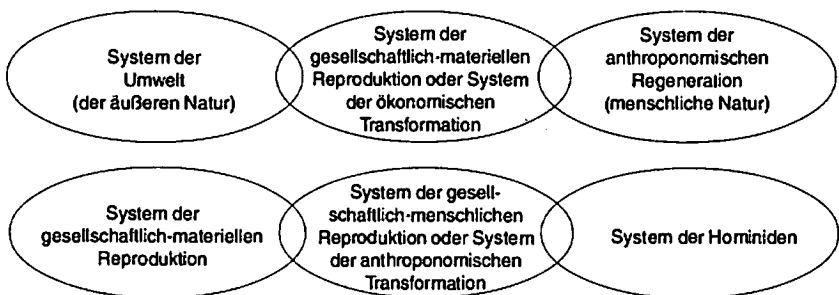 System der
Umwelt
(der äußeren Natur)
System der
gesellschaftlich-materiellen
Reproduktion oder System
der ökonomischen
Transformation
System der
anthroponomischen
Regeneration
(menschliche Natur)
System der
gesellschaftlich-materiellen
Reproduktion
System der gesell-
schaftlich-menschlichen
Reproduktion oder System
der anthroponomischen
Transformation
System der Hominiden